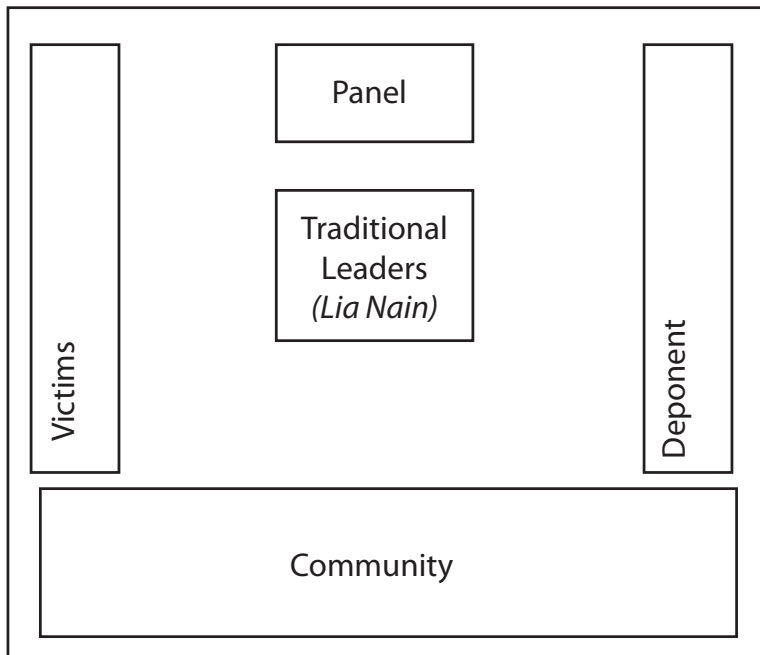 Panel
Traditional
Leaders
(Lia Nain)
Victims
Deponent
Community